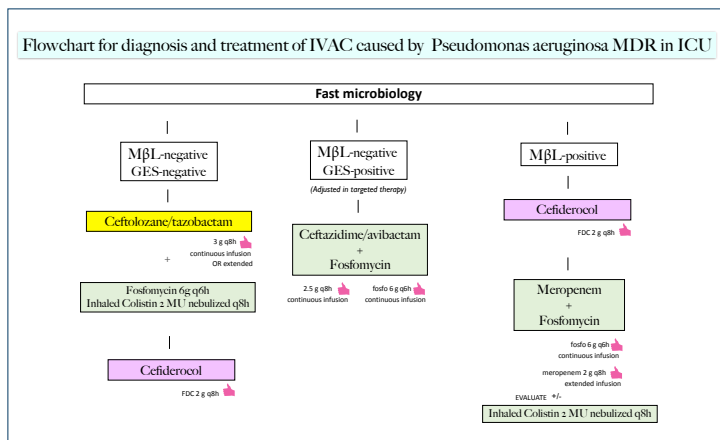 Flowchart for diagnosis and treatment of IVAC caused by Pseudomonas aeruginosa MDR in ICU
Fast microbiology
MβL-negative
GES-negative
Ceftolozane/tazobactam
3 g q8h
continuous infusion
OR extended
+
Fosfomycin 6g q6h
Inhaled Colistin 2 MU nebulized q8h
Cefiderocol
FDC 2 g q8h
MβL-negative
GES-positive
(Adjusted in targeted therapy)
Ceftazidime/avibactam
+
Fosfomycin
2.5 g q8h
continuous infusion
fosfo 6 g q6h
continuous infusion
MβL-positive
Cefiderocol
FDC 2 g q8h
Meropenem
+
Fosfomycin
fosfo 6 g q6h
continuous infusion
meropenem 2 g q8h
extended infusion
EVALUATE +/-
Inhaled Colistin 2 MU nebulized q8h